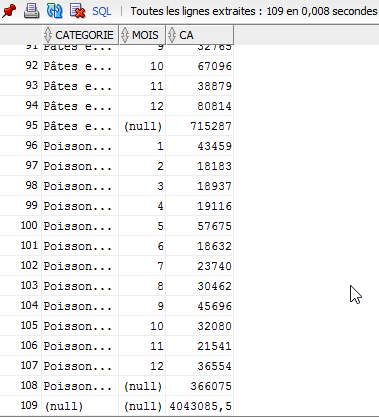 SQL | Toutes les lignes extraites : 109 en 0,008 secondes
CATEGORIE MOIS CA
91 Pâtes e... 9 32765
92 Pâtes e... 10 67096
93 Pâtes e... 11 38879
94 Pâtes e... 12 80814
95 Pâtes e... (null) 715287
96 Poisson... 1 43459
97 Poisson... 2 18183
98 Poisson... 3 18937
99 Poisson... 4 19116
100 Poisson... 5 57675
101 Poisson... 6 18632
102 Poisson... 7 23740
103 Poisson... 8 30462
104 Poisson... 9 45696
105 Poisson... 10 32080
106 Poisson... 11 21541
107 Poisson... 12 36554
108 Poisson... (null) 366075
109 (null) (null) 4043085,5